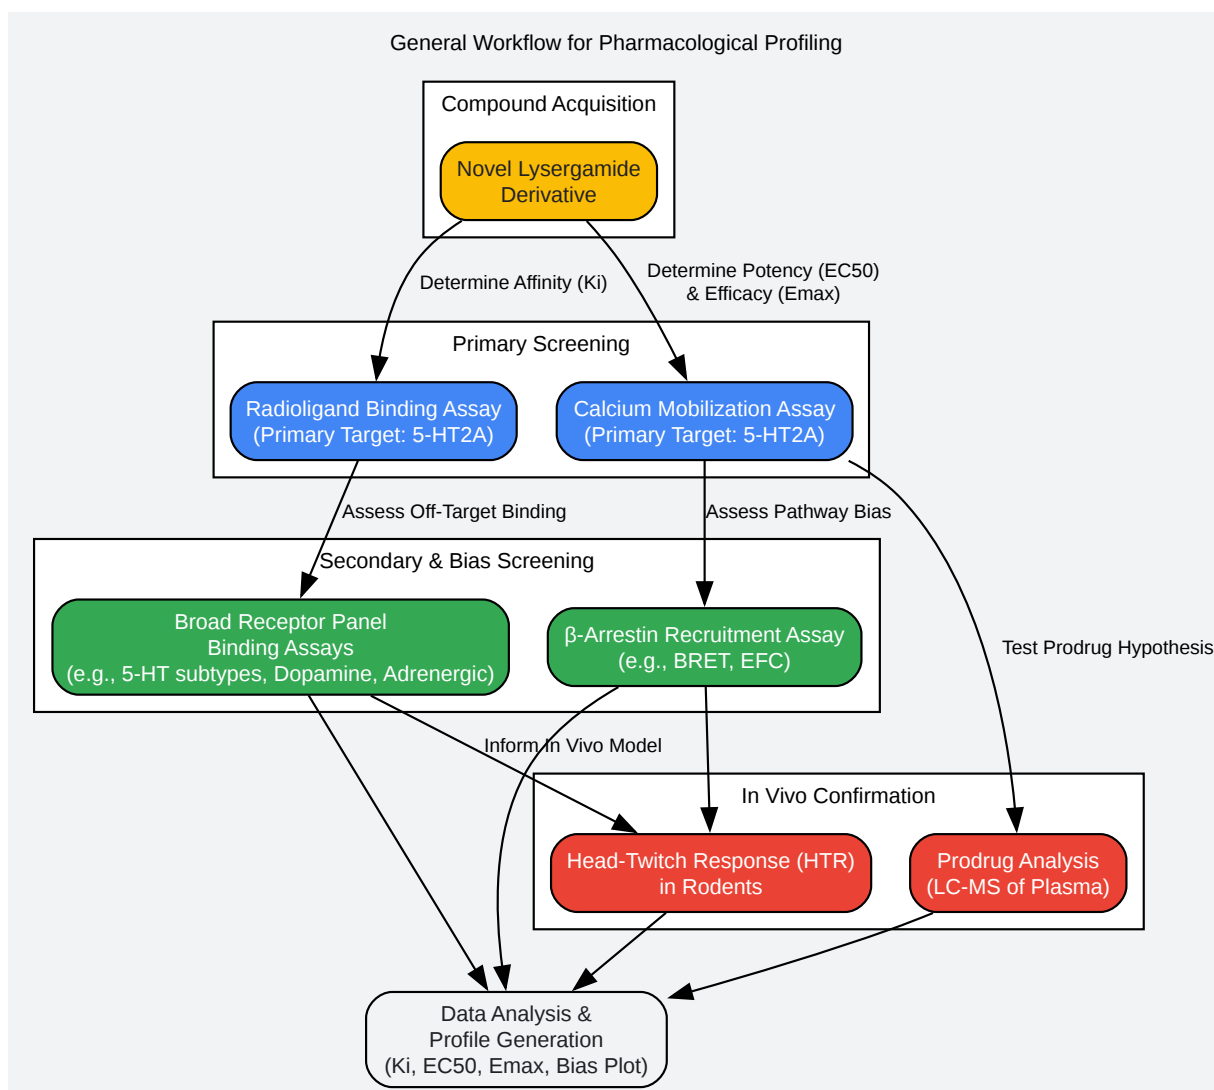 General Workflow for Pharmacological Profiling
Compound Acquisition
Novel Lysergamide
Derivative
Determine Affinity (Ki)
Determine Potency (EC50)
& Efficacy (Emax)
Primary Screening
Radioligand Binding Assay
(Primary Target: 5-HT2A)
Calcium Mobilization Assay
(Primary Target: 5-HT2A)
Assess Off-Target Binding
Assess Pathway Bias
Secondary & Bias Screening
Broad Receptor Panel
Binding Assays
(e.g., 5-HT subtypes, Dopamine, Adrenergic)
β-Arrestin Recruitment Assay
(e.g., BRET, EFC)
Test Prodrug Hypothesis
Inform In Vivo Model
In Vivo Confirmation
Head-Twitch Response (HTR)
in Rodents
Prodrug Analysis
(LC-MS of Plasma)
Data Analysis &
Profile Generation
(Ki, EC50, Emax, Bias Plot)